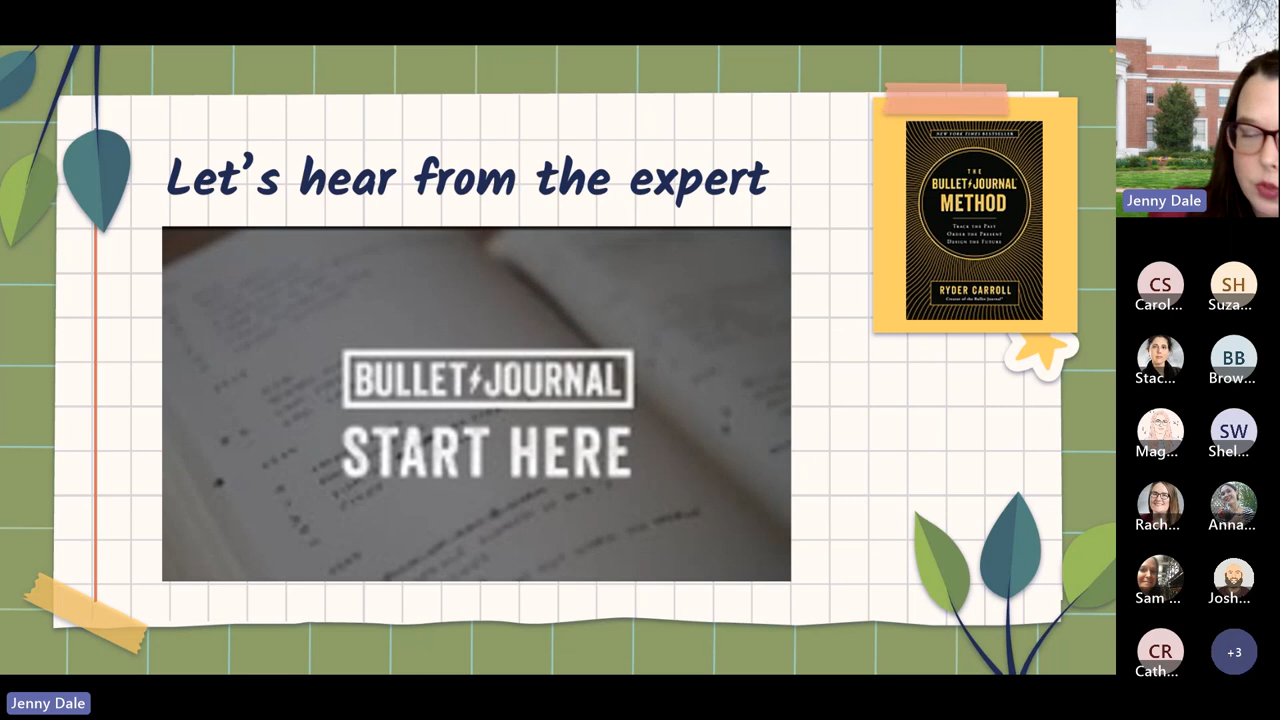 Let's hear from the expert
BULLET JOURNAL
START HERE
NEW YORK TIMES BESTSELLER
THE
BULLET JOURNAL
METHOD
TRACK THE PAST
ORDER THE PRESENT
DESIGN THE FUTURE
RYDER CARROLL
Creator of the Bullet Journal®
Jenny Dale
CS
SH
Carol...
Suza...
BB
Stac...
Brow...
SW
Mag...
Shel...
Rach...
Anna...
Sam ...
Josh...
CR
+3
Cath...
Jenny Dale